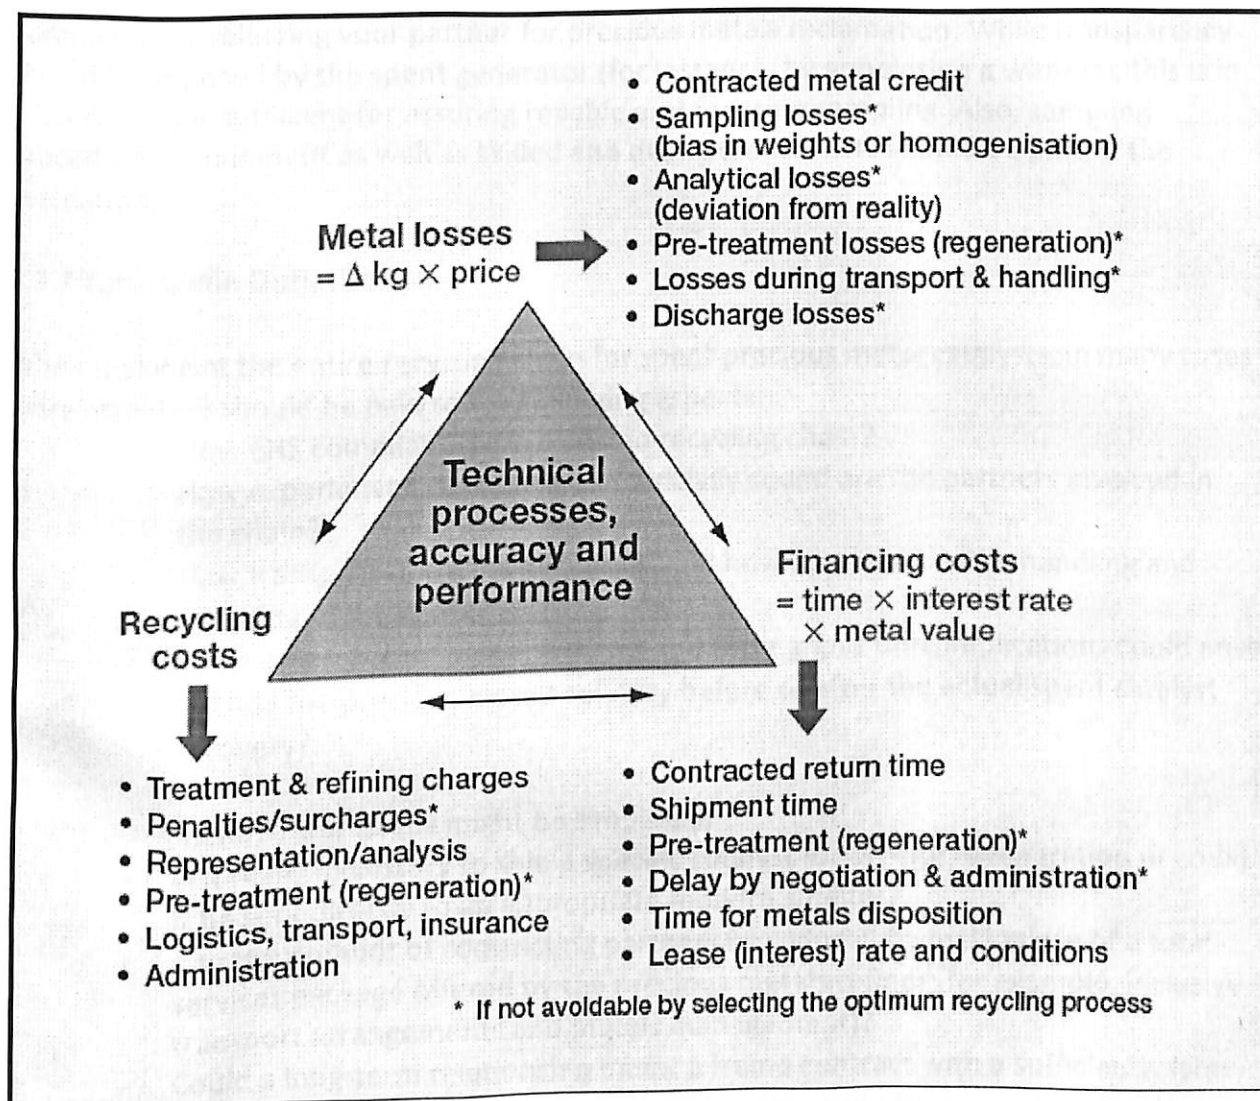 • Contracted metal credit
• Sampling losses*
(bias in weights or homogenisation)
• Analytical losses*
(deviation from reality)
• Pre-treatment losses (regeneration)*
• Losses during transport & handling*
• Discharge losses*
Metal losses
= Δ kg × price
Technical
processes,
accuracy and
performance
Financing costs
= time × interest rate
× metal value
Recycling
costs
• Treatment & refining charges
• Penalties/surcharges*
• Representation/analysis
• Pre-treatment (regeneration)*
• Logistics, transport, insurance
• Administration
• Contracted return time
• Shipment time
• Pre-treatment (regeneration)*
• Delay by negotiation & administration*
• Time for metals disposition
• Lease (interest) rate and conditions
* If not avoidable by selecting the optimum recycling process